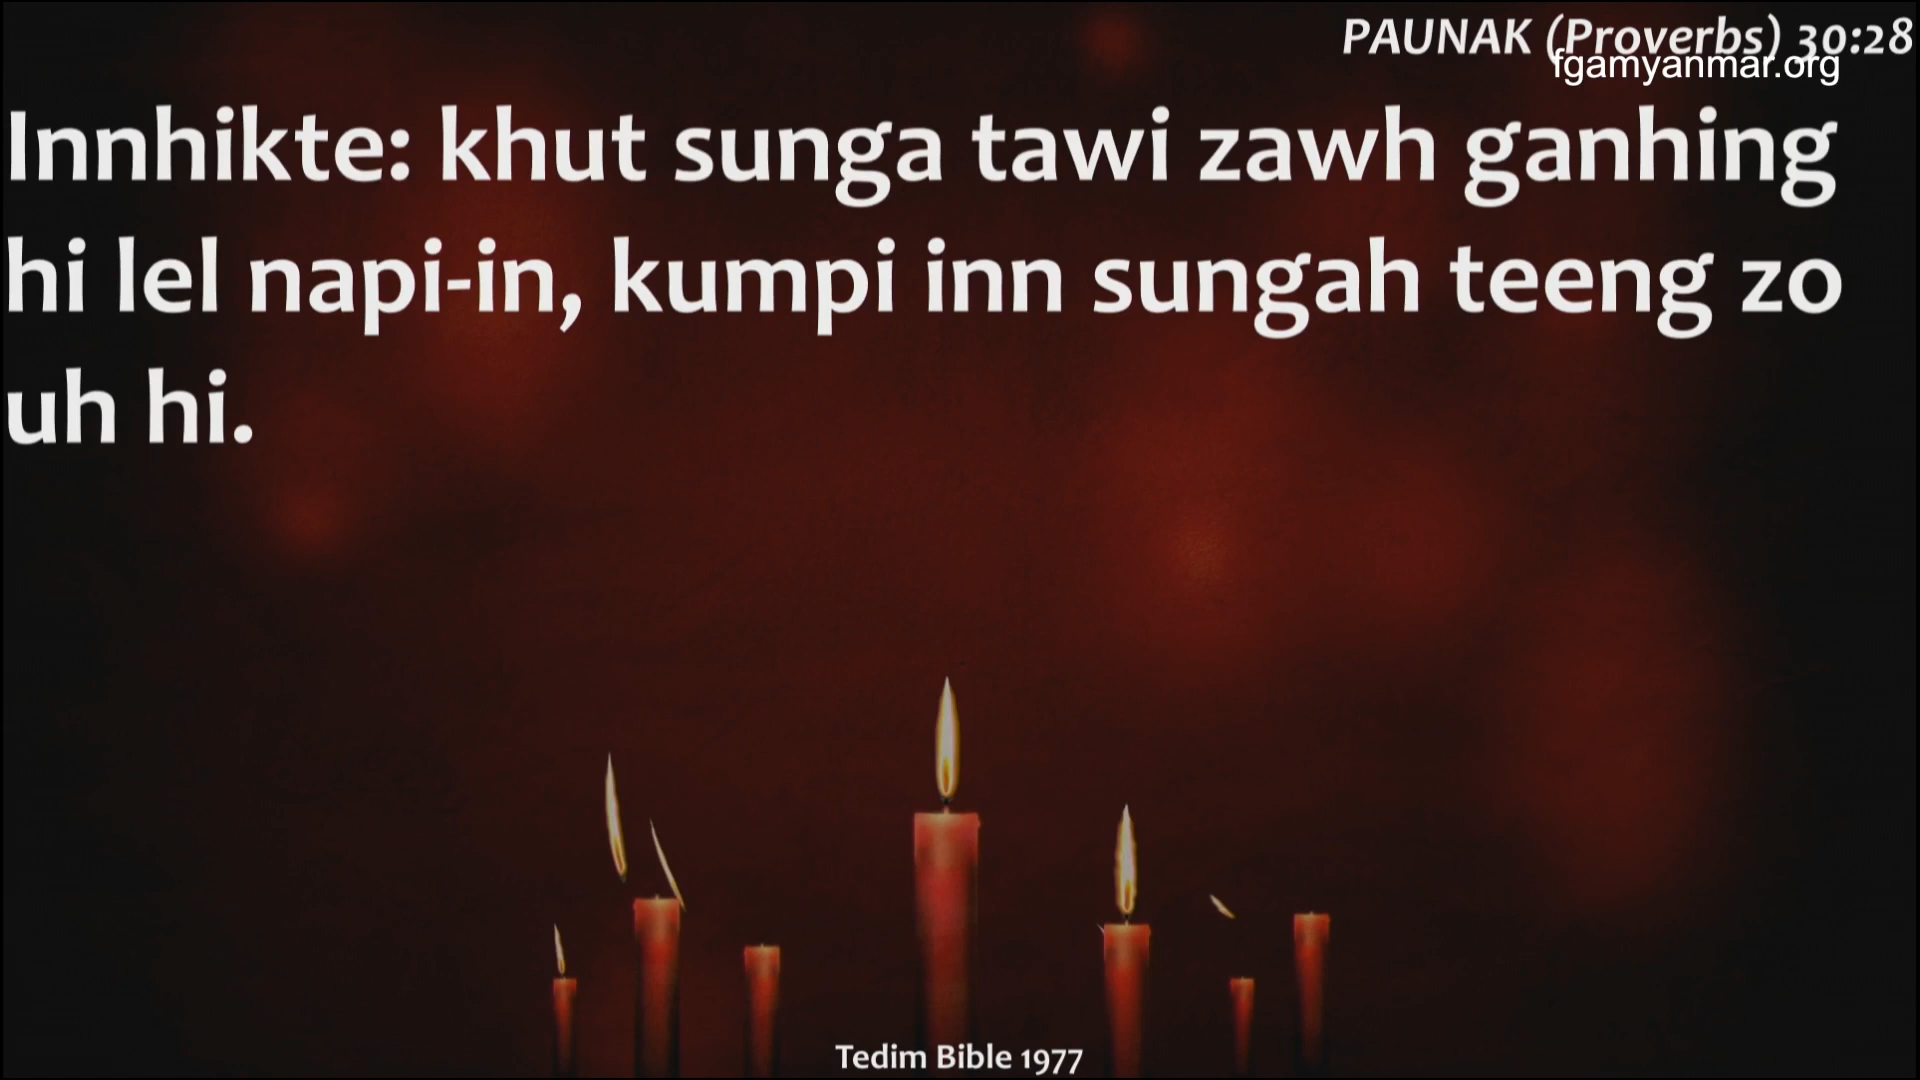 PAUNAK (Proverbs) 30:28
fgamyanmar.org
Innhikte: khut sunga tawi zawh ganhing
hi lel napi-in, kumpi inn sungah teeng zo
uh hi.
Tedim Bible 1977